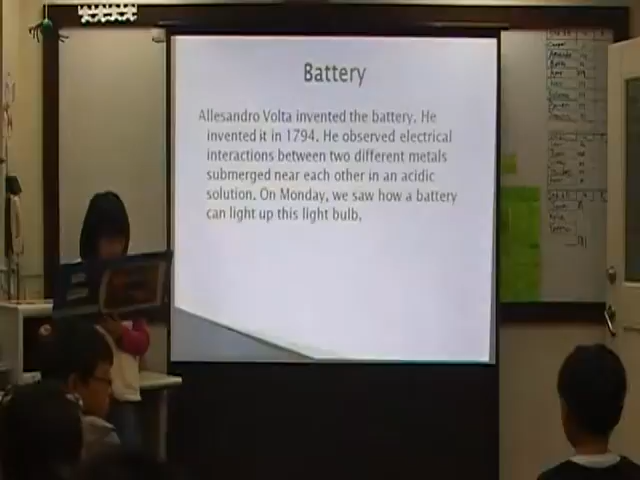 Battery
Allesandro Volta invented the battery. He
invented it in 1794. He observed electrical
interactions between two different metals
submerged near each other in an acidic
solution. On Monday, we saw how a battery
can light up this light bulb.